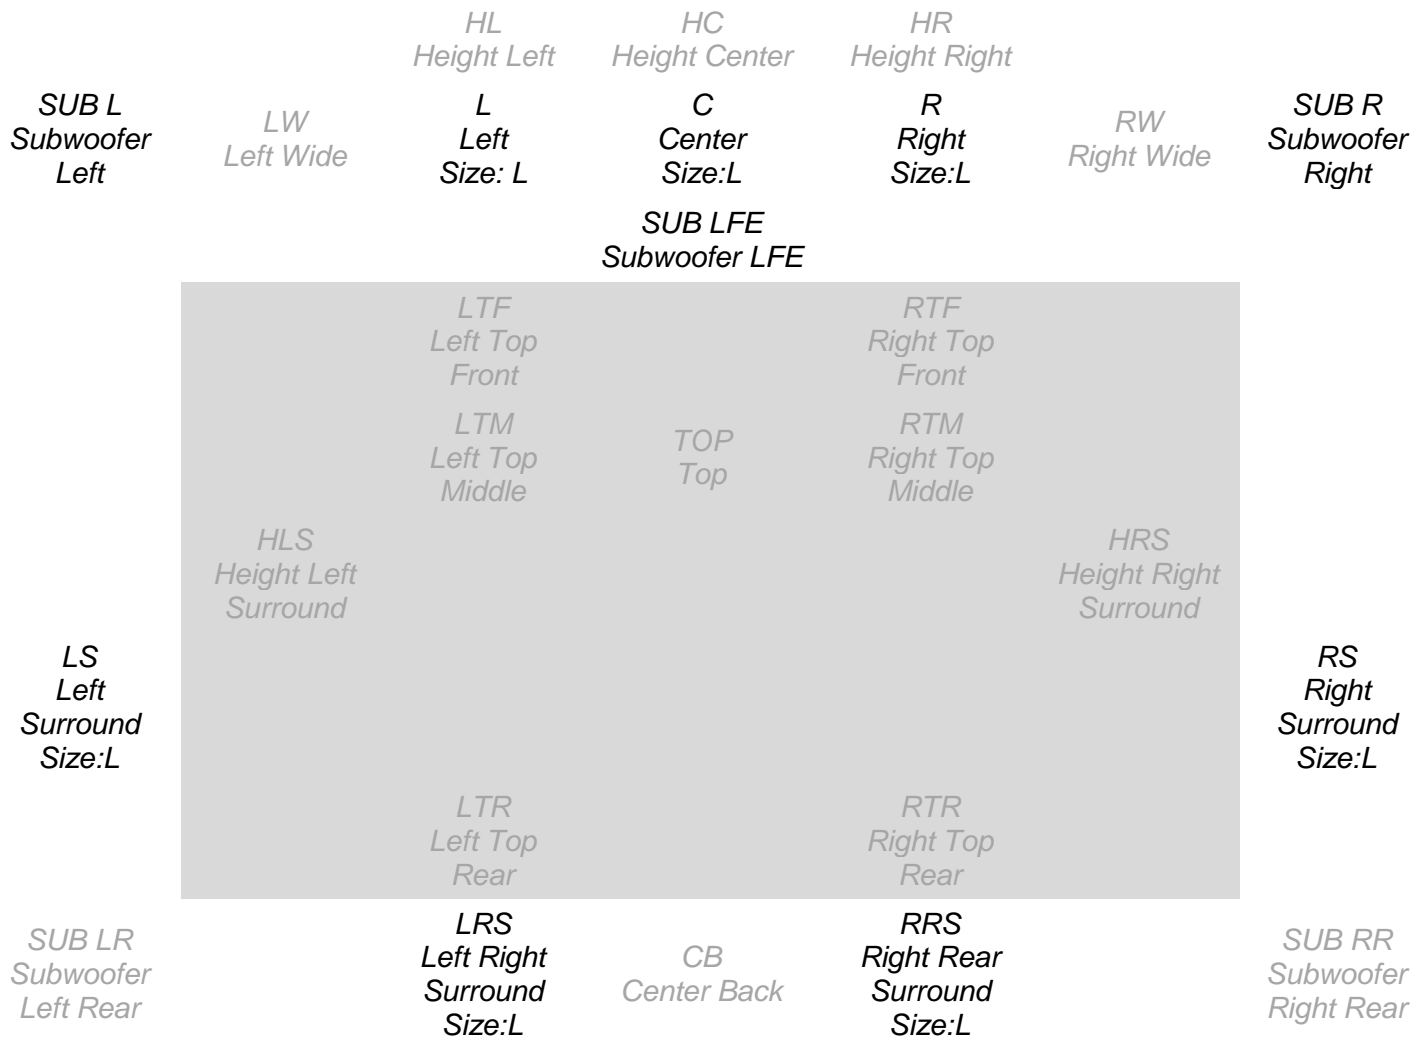 HL
Height Left
HC
Height Center
HR
Height Right
SUB L
Subwoofer
Left
LW
Left Wide
L
Left
Size: L
C
Center
Size:L
R
Right
Size:L
RW
Right Wide
SUB R
Subwoofer
Right
SUB LFE
Subwoofer LFE
LTF
Left Top
Front
RTF
Right Top
Front
LTM
Left Top
Middle
TOP
Top
RTM
Right Top
Middle
HLS
Height Left
Surround
HRS
Height Right
Surround
LS
Left
Surround
Size:L
RS
Right
Surround
Size:L
LTR
Left Top
Rear
RTR
Right Top
Rear
SUB LR
Subwoofer
Left Rear
LRS
Left Right
Surround
Size:L
CB
Center Back
RRS
Right Rear
Surround
Size:L
SUB RR
Subwoofer
Right Rear